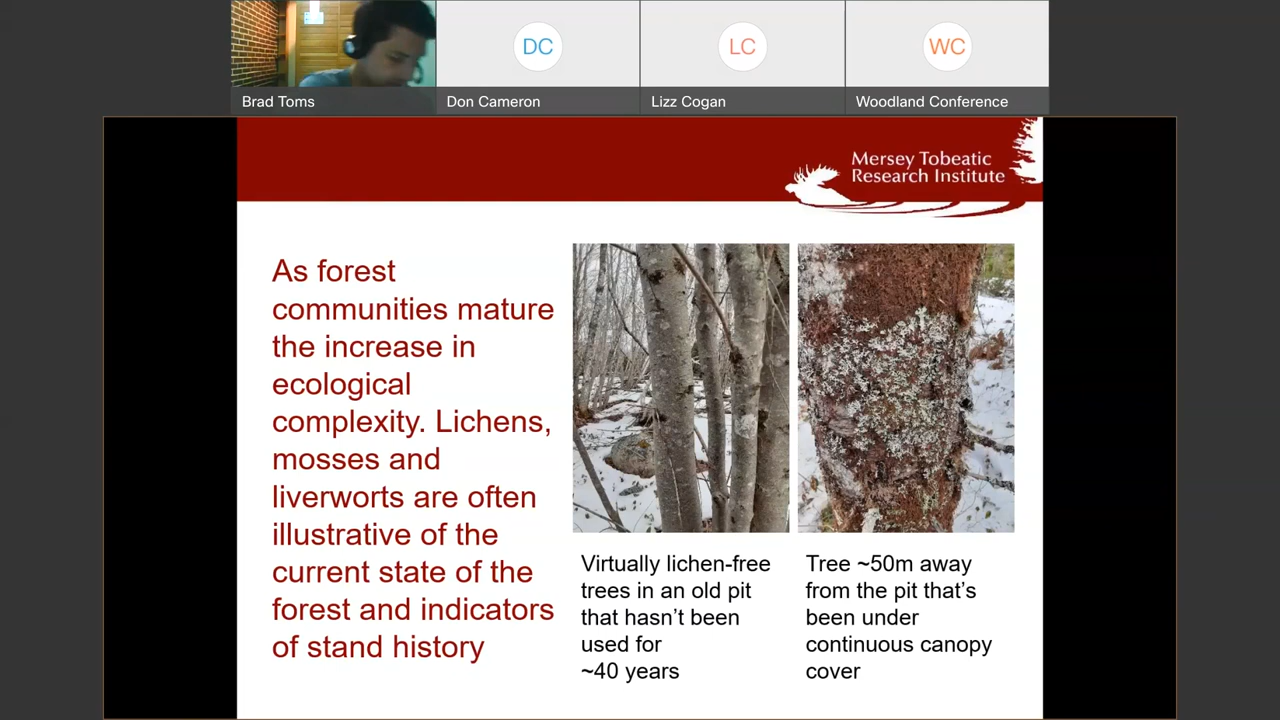 DC
LC
WC
Brad Toms
Don Cameron
Lizz Cogan
Woodland Conference
Mersey Tobeatic
Research Institute
As forest
communities mature
the increase in
ecological
complexity. Lichens,
mosses and
liverworts are often
illustrative of the
current state of the
forest and indicators
of stand history
Virtually lichen-free
trees in an old pit
that hasn't been
used for
~40 years
Tree ~50m away
from the pit that's
been under
continuous canopy
cover